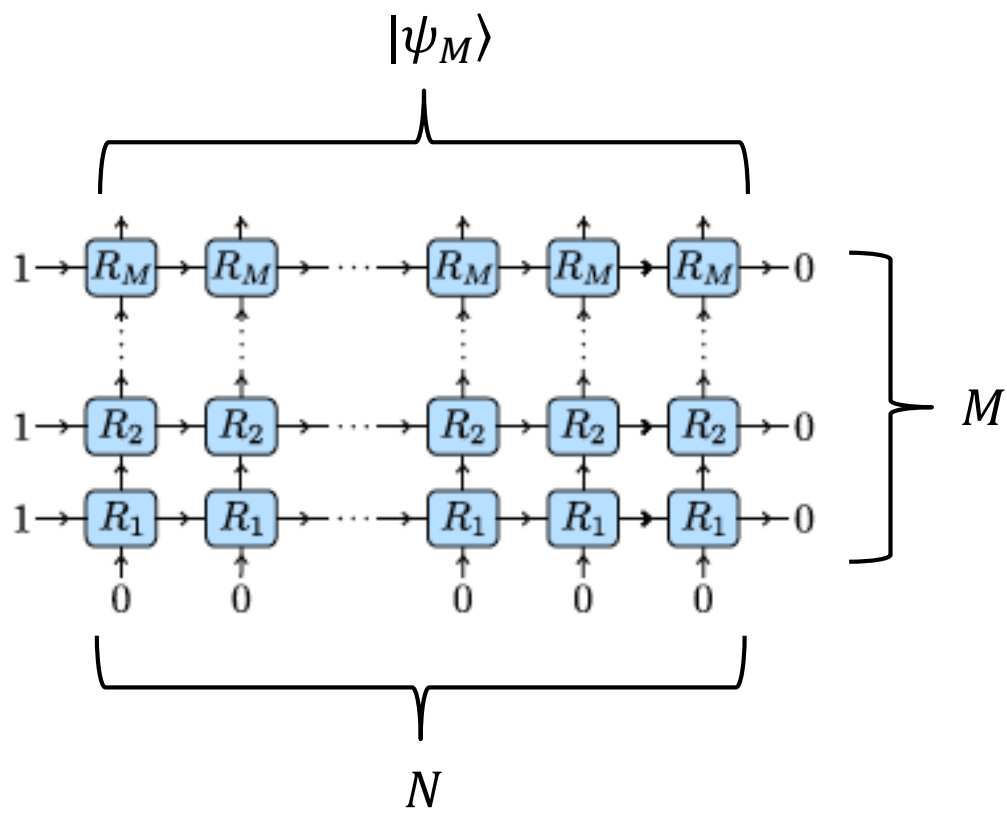 |ψ_M⟩
1 R_M R_M ⋯ R_M R_M R_M 0
M
1 R_2 R_2 ⋯ R_2 R_2 R_2 0
1 R_1 R_1 ⋯ R_1 R_1 R_1 0
0 0 0 0 0
N